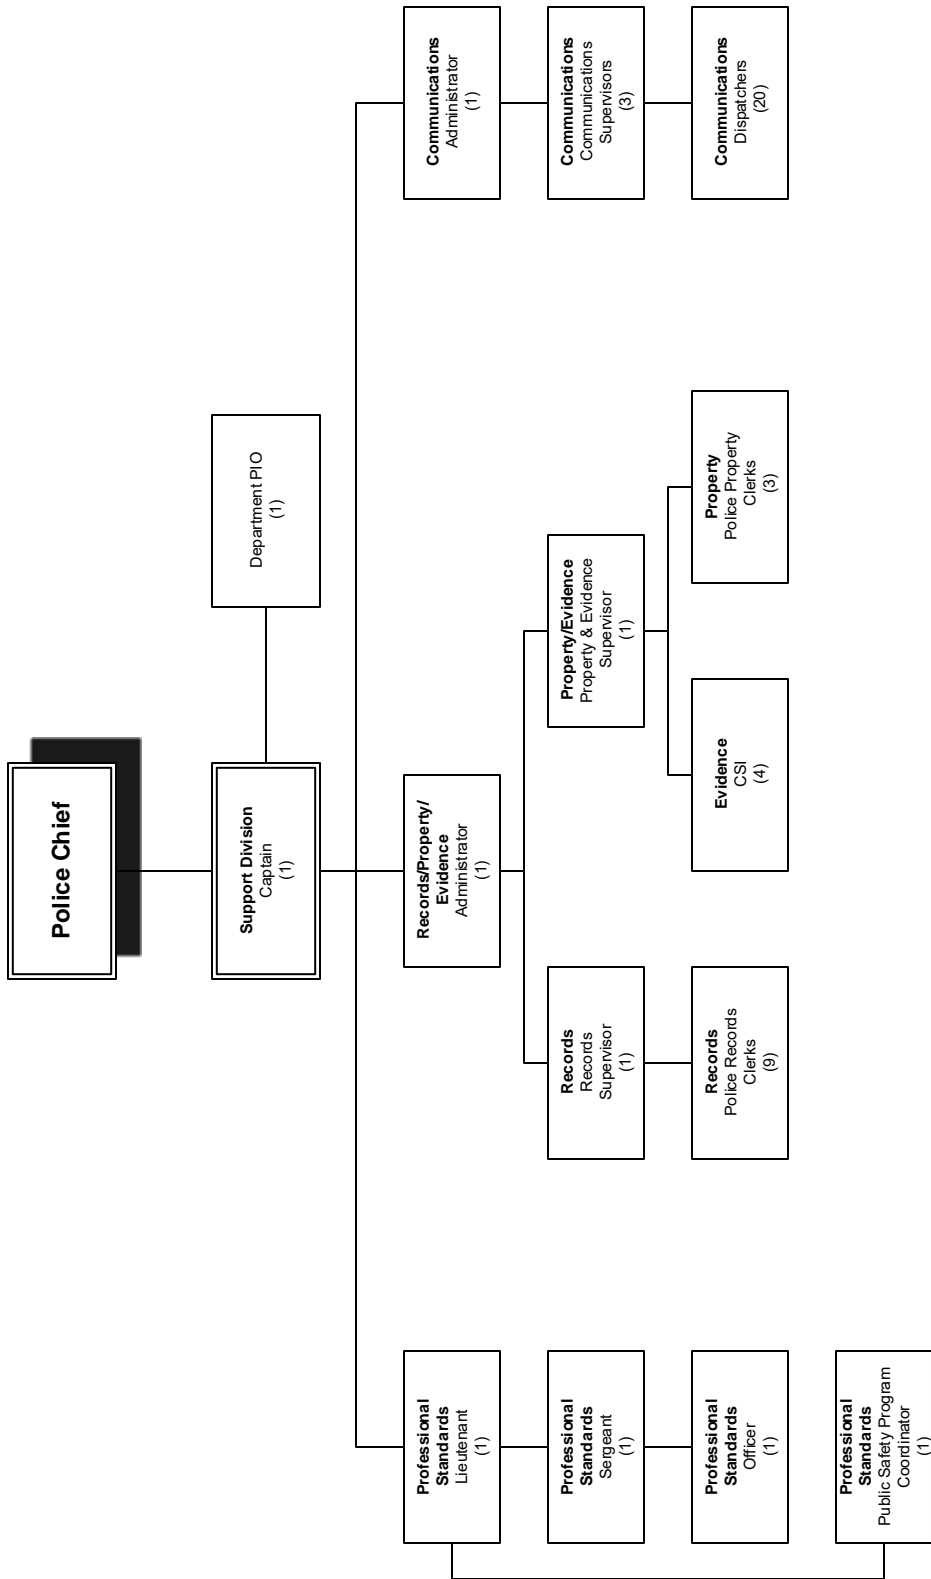 Police Chief
Support Division
Captain
(1)
Department PIO
(1)
Professional
Standards
Lieutenant
(1)
Records/Property/
Evidence
Administrator
(1)
Communications
Administrator
(1)
Professional
Standards
Sergeant
(1)
Records
Records
Supervisor
(1)
Property/Evidence
Property & Evidence
Supervisor
(1)
Communications
Communications
Supervisors
(3)
Professional
Standards
Officer
(1)
Records
Police Records
Clerks
(9)
Evidence
CSI
(4)
Property
Police Property
Clerks
(3)
Communications
Dispatchers
(20)
Professional
Standards
Public Safety Program
Coordinator
(1)